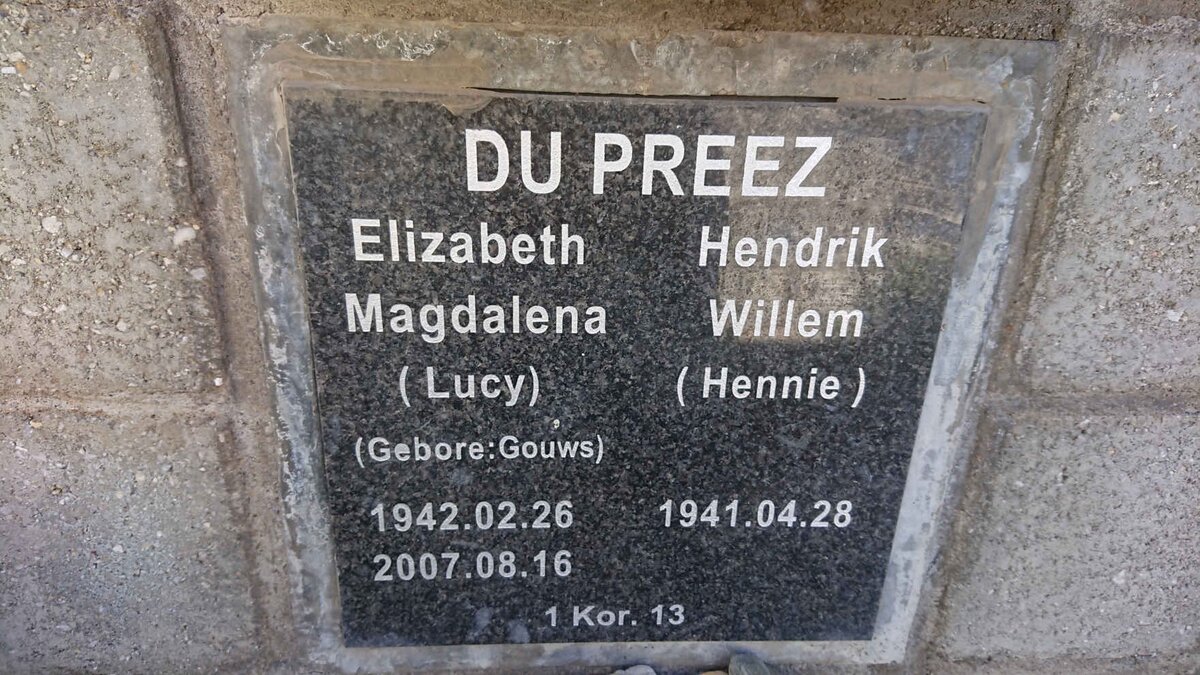 DU PREEZ
Elizabeth Hendrik
Magdalena Willem
( Lucy) ( Hennie )
(Gebore:Gouws)
1942.02.26 1941.04.28
2007.08.16
1 Kor. 13